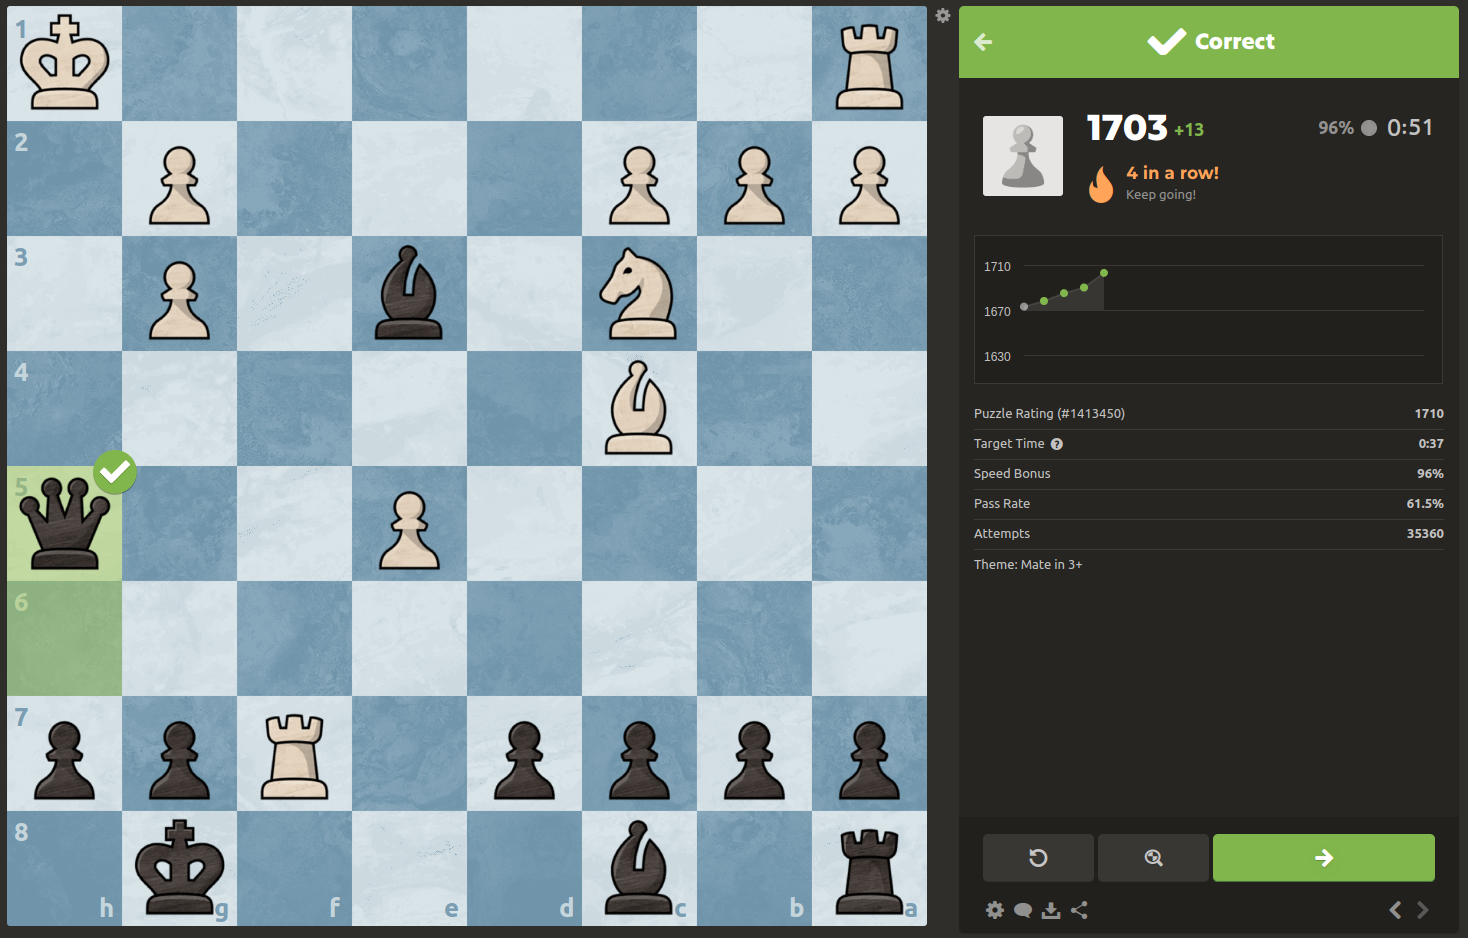 1
2
3
4
5
6
7
8
h
g
f
e
d
c
b
a
Correct
1703 +13
96% 0:51
4 in a row!
Keep going!
1710
1670
1630
Puzzle Rating (#1413450) 1710
Target Time ? 0:37
Speed Bonus 96%
Pass Rate 61.5%
Attempts 35360
Theme: Mate in 3+